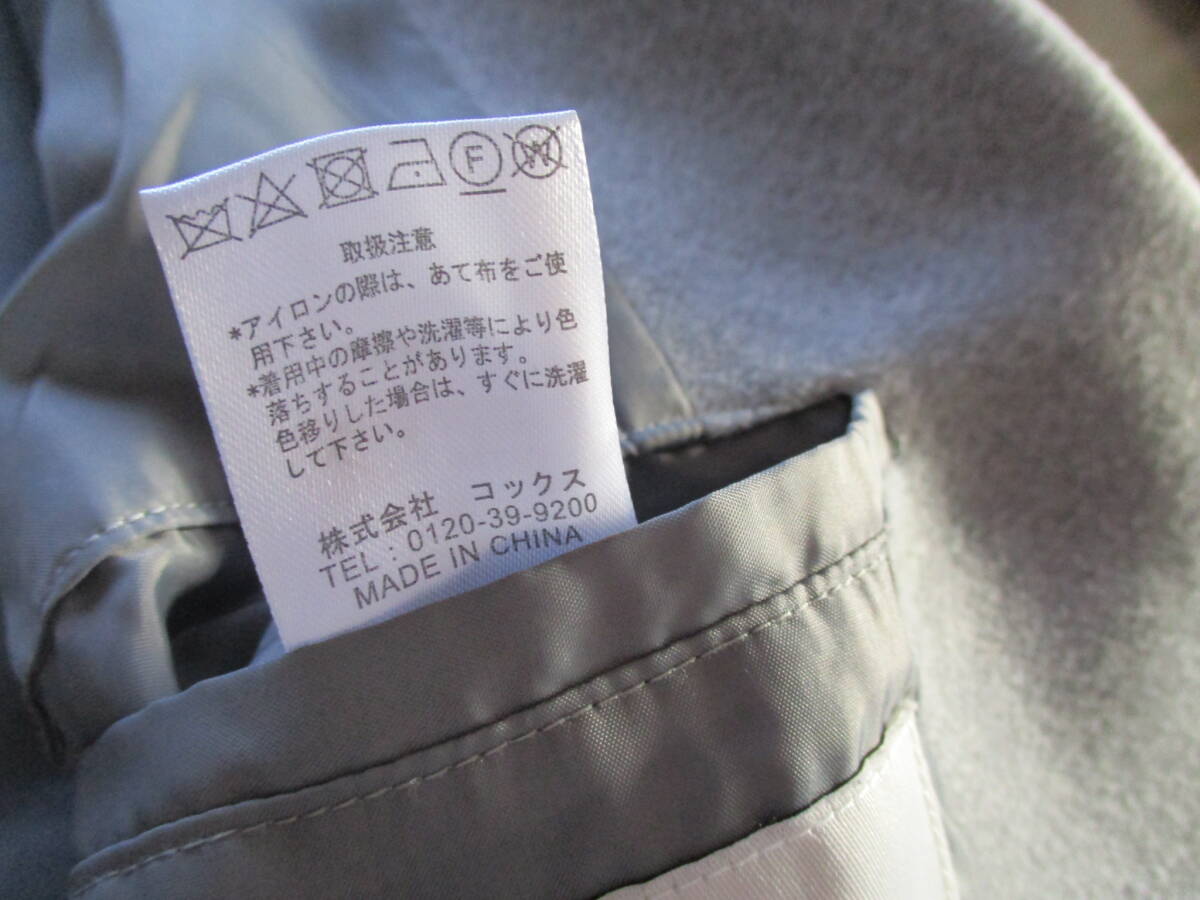 F W
取扱注意
*アイロンの際は、あて布をご使
用下さい。
*着用中の摩擦や洗濯等により色
落ちすることがあります。
色移りした場合は、すぐに洗濯
して下さい。
株式会社 コックス
TEL : 0120-39-9200
MADE IN CHINA